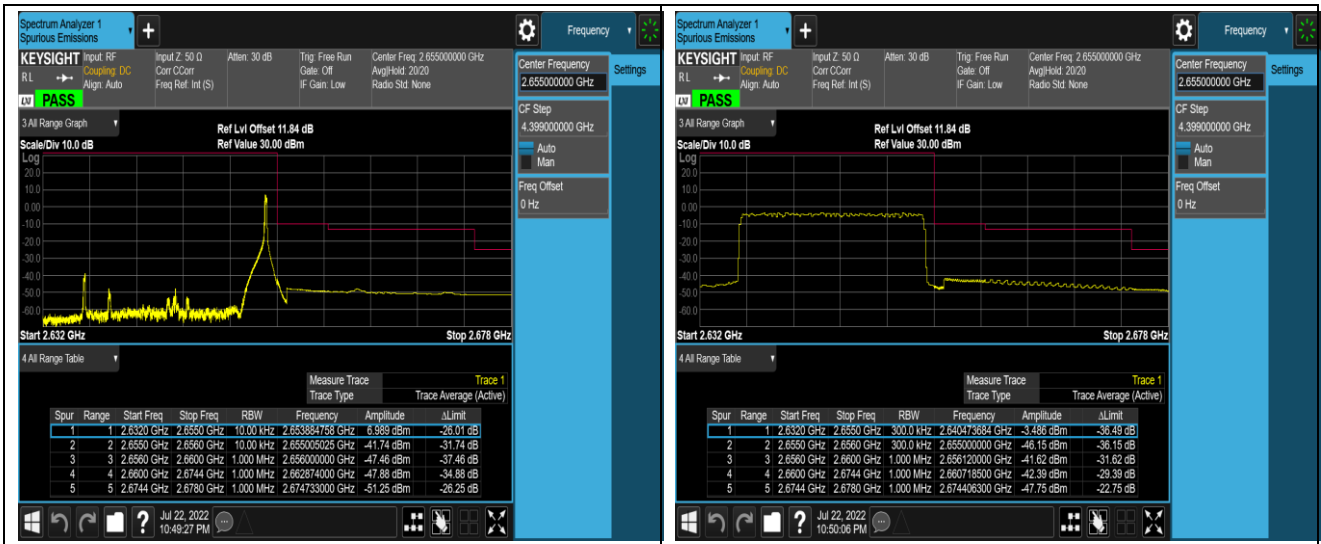 Spectrum Analyzer 1
Spurious Emissions
+
Frequency
KEYSIGHT Input: RF Input Z: 50 Ω Atten: 30 dB Trig: Free Run Center Freq: 2.655000000 GHz
RL Coupling: DC Corr CCorr Gate: Off Avg|Hold: 20/20
Align: Auto Freq Ref: Int (S) IF Gain: Low Radio Std: None
LXI PASS
Center Frequency
2.655000000 GHz
Settings
CF Step
4.399000000 GHz
Auto
Man
Freq Offset
0 Hz
3 All Range Graph
Ref Lvl Offset 11.84 dB
Scale/Div 10.0 dB Ref Value 30.00 dBm
Log
20.0
10.0
0.00
-10.0
-20.0
-30.0
-40.0
-50.0
-60.0
Start 2.632 GHz Stop 2.678 GHz
4 All Range Table
Measure Trace Trace 1
Trace Type Trace Average (Active)
Spur Range Start Freq Stop Freq RBW Frequency Amplitude ΔLimit
1 1 2.6320 GHz 2.6550 GHz 10.00 kHz 2.653884758 GHz 6.989 dBm -26.01 dB
2 2 2.6550 GHz 2.6560 GHz 10.00 kHz 2.655005025 GHz -41.74 dBm -31.74 dB
3 3 2.6560 GHz 2.6600 GHz 1.000 MHz 2.656000000 GHz -47.46 dBm -37.46 dB
4 4 2.6600 GHz 2.6744 GHz 1.000 MHz 2.662874000 GHz -47.88 dBm -34.88 dB
5 5 2.6744 GHz 2.6780 GHz 1.000 MHz 2.674733000 GHz -51.25 dBm -26.25 dB
?
Jul 22, 2022
10:49:27 PM
Spectrum Analyzer 1
Spurious Emissions
+
Frequency
KEYSIGHT Input: RF Input Z: 50 Ω Atten: 30 dB Trig: Free Run Center Freq: 2.655000000 GHz
RL Coupling: DC Corr CCorr Gate: Off Avg|Hold: 20/20
Align: Auto Freq Ref: Int (S) IF Gain: Low Radio Std: None
LXI PASS
Center Frequency
2.655000000 GHz
Settings
CF Step
4.399000000 GHz
Auto
Man
Freq Offset
0 Hz
3 All Range Graph
Ref Lvl Offset 11.84 dB
Scale/Div 10.0 dB Ref Value 30.00 dBm
Log
20.0
10.0
0.00
-10.0
-20.0
-30.0
-40.0
-50.0
-60.0
Start 2.632 GHz Stop 2.678 GHz
4 All Range Table
Measure Trace Trace 1
Trace Type Trace Average (Active)
Spur Range Start Freq Stop Freq RBW Frequency Amplitude ΔLimit
1 1 2.6320 GHz 2.6550 GHz 300.0 kHz 2.640473684 GHz -3.486 dBm -36.49 dB
2 2 2.6550 GHz 2.6560 GHz 300.0 kHz 2.655000000 GHz -46.15 dBm -36.15 dB
3 3 2.6560 GHz 2.6600 GHz 1.000 MHz 2.656120000 GHz -41.62 dBm -31.62 dB
4 4 2.6600 GHz 2.6744 GHz 1.000 MHz 2.660718500 GHz -42.39 dBm -29.39 dB
5 5 2.6744 GHz 2.6780 GHz 1.000 MHz 2.674406300 GHz -47.75 dBm -22.75 dB
?
Jul 22, 2022
10:50:06 PM